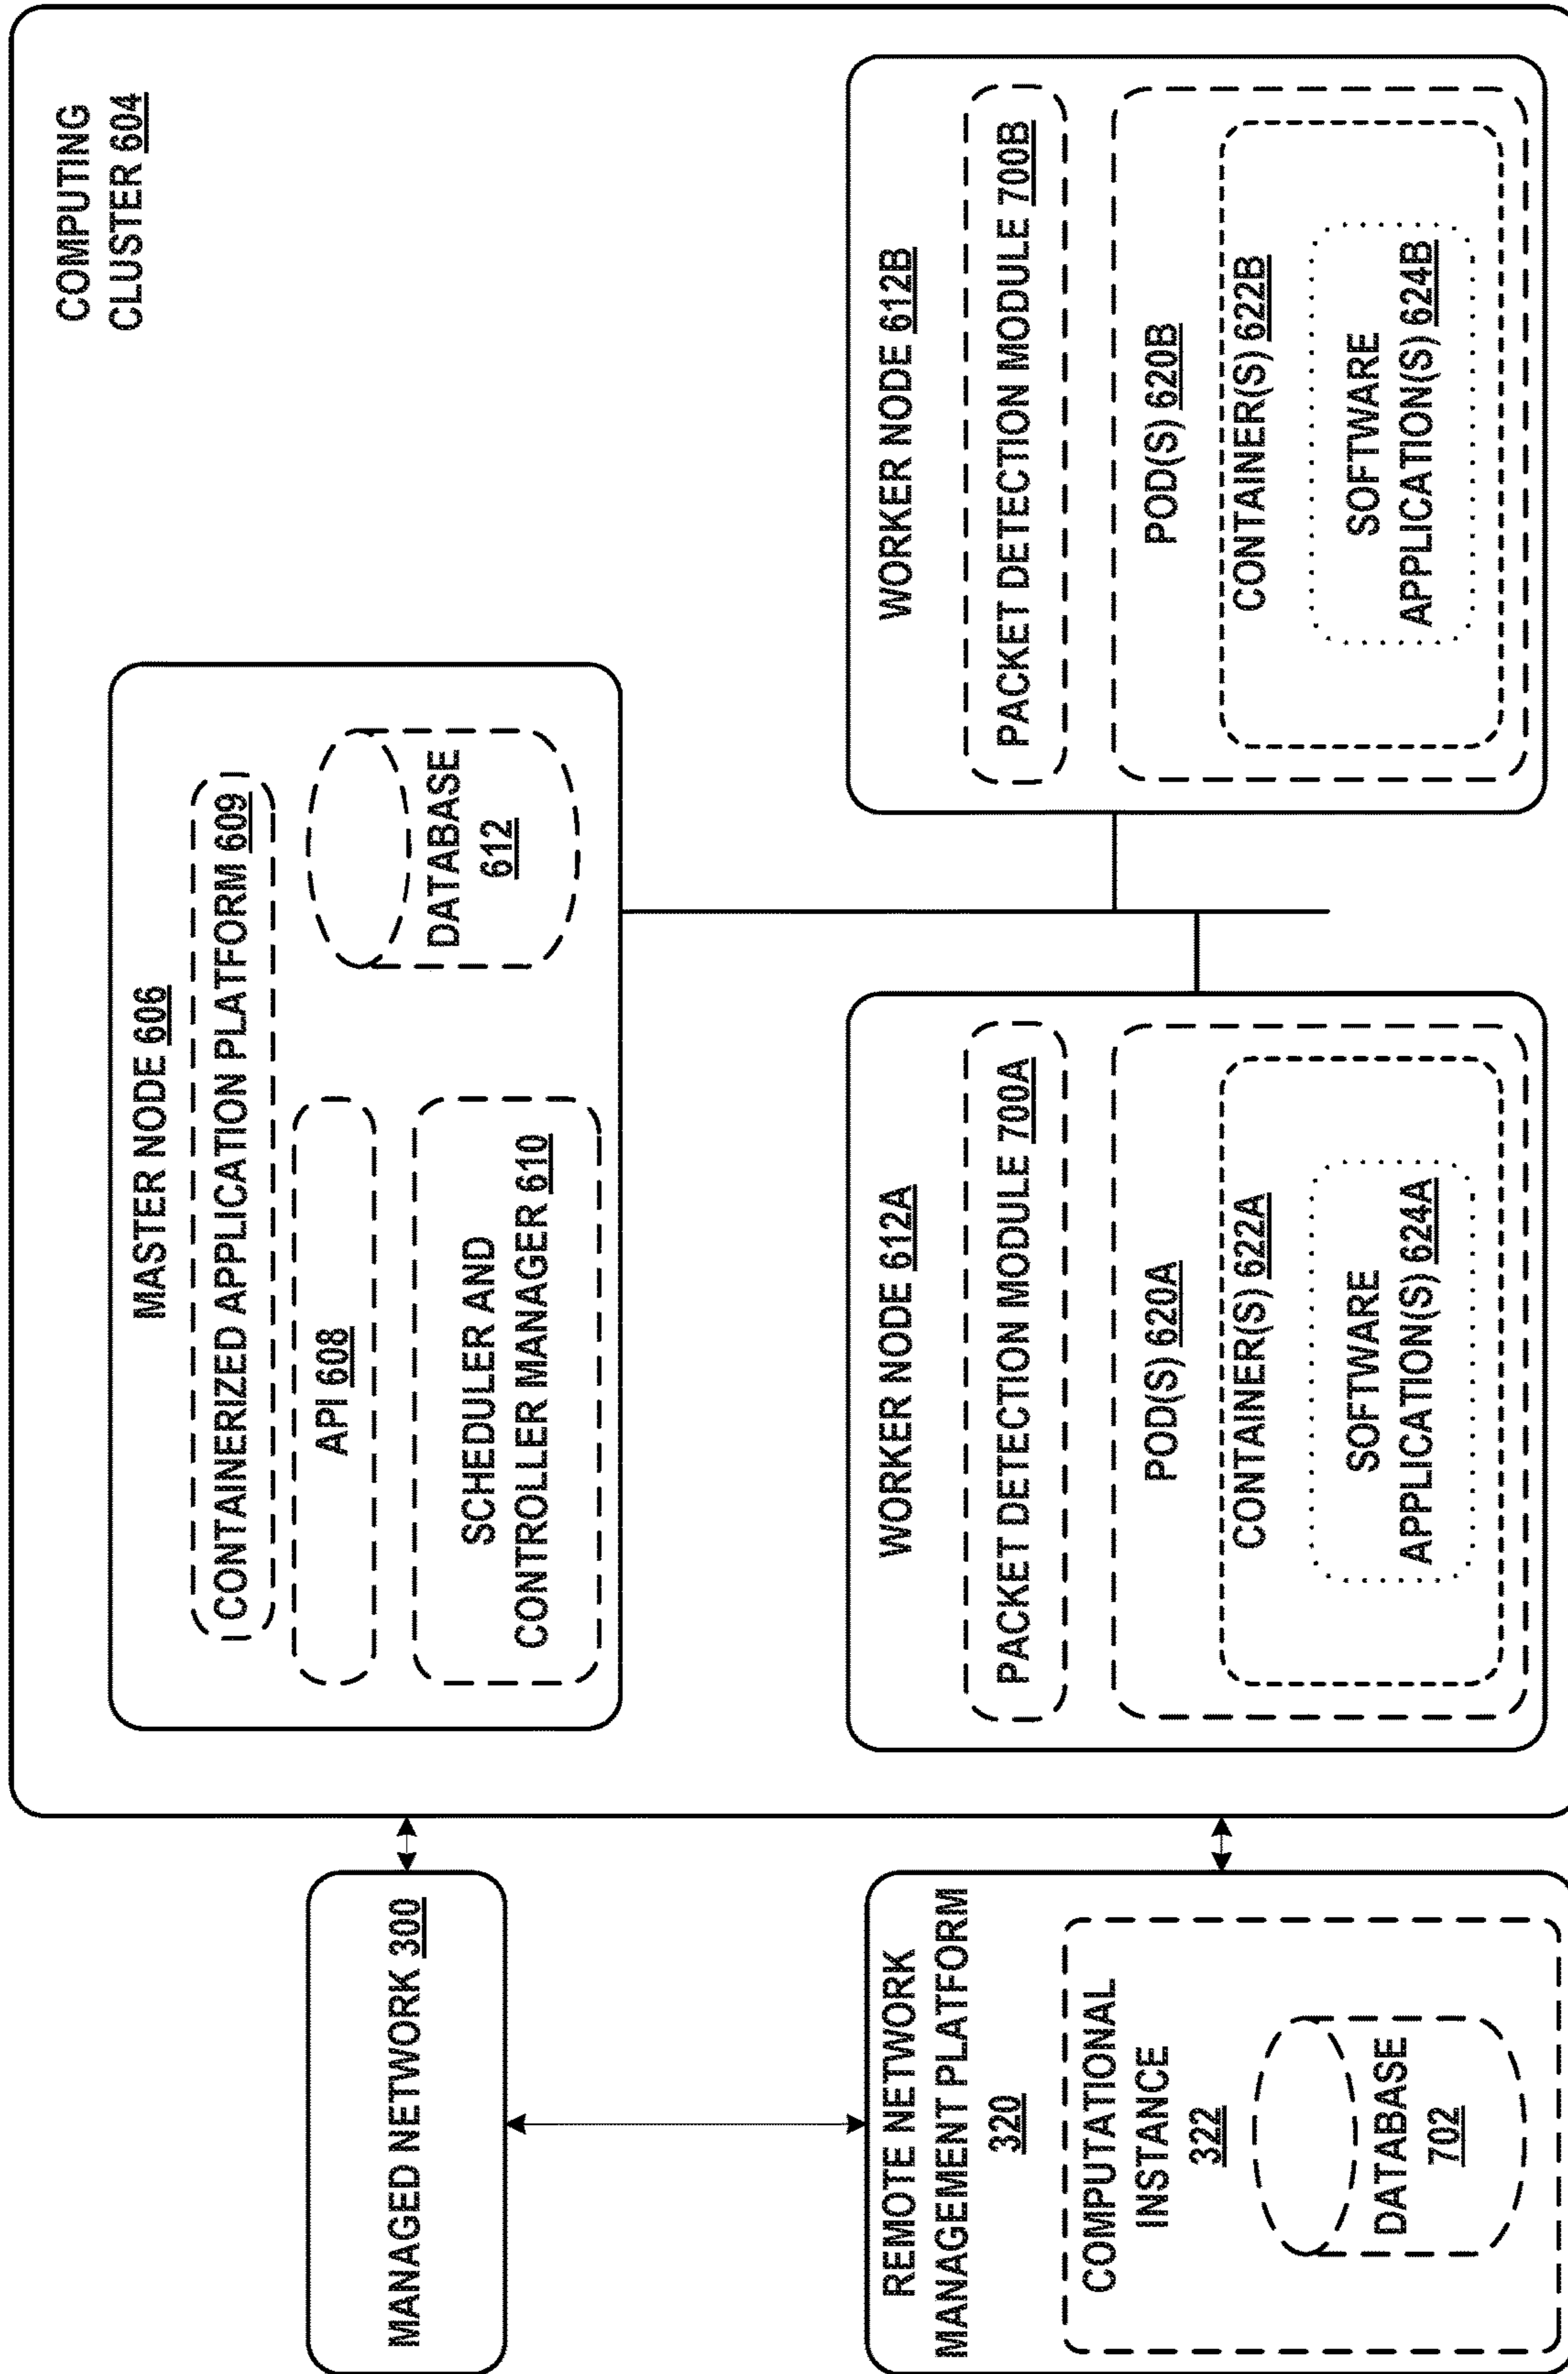 MANAGED NETWORK 300
REMOTE NETWORK
MANAGEMENT PLATFORM
320
COMPUTATIONAL
INSTANCE
322
DATABASE
702
COMPUTING
CLUSTER 604
MASTER NODE 606
CONTAINERIZED APPLICATION PLATFORM 609
API 608
SCHEDULER AND
CONTROLLER MANAGER 610
DATABASE
612
WORKER NODE 612A
PACKET DETECTION MODULE 700A
POD(S) 620A
CONTAINER(S) 622A
SOFTWARE
APPLICATION(S) 624A
WORKER NODE 612B
PACKET DETECTION MODULE 700B
POD(S) 620B
CONTAINER(S) 622B
SOFTWARE
APPLICATION(S) 624B